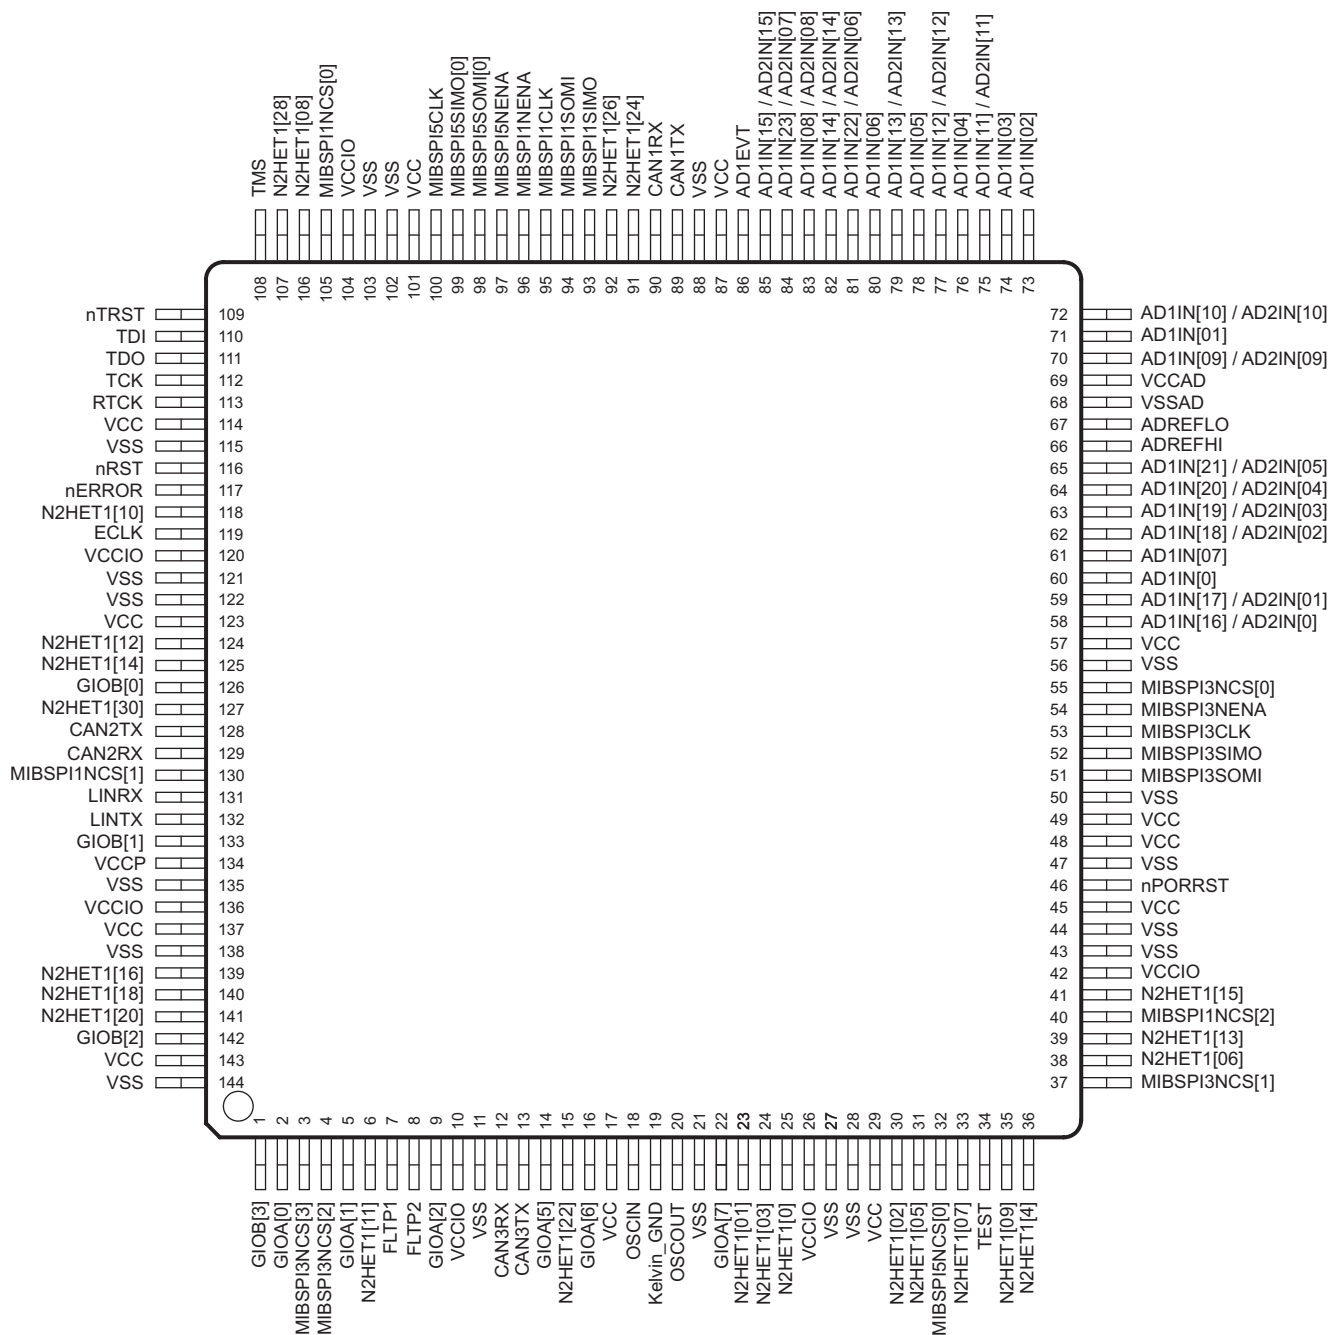 TMS
N2HET1[28]
N2HET1[08]
MIBSPI1NCS[0]
VCCIO
VSS
VSS
VCC
MIBSPI5CLK
MIBSPI5SIMO[0]
MIBSPI5SOMI[0]
MIBSPI5NENA
MIBSPI1NENA
MIBSPI1CLK
MIBSPI1SOMI
MIBSPI1SIMO
N2HET1[26]
N2HET1[24]
CAN1RX
CAN1TX
VSS
VCC
AD1EVT
AD1IN[15] / AD2IN[15]
AD1IN[23] / AD2IN[07]
AD1IN[08] / AD2IN[08]
AD1IN[14] / AD2IN[14]
AD1IN[22] / AD2IN[06]
AD1IN[06]
AD1IN[13] / AD2IN[13]
AD1IN[05]
AD1IN[12] / AD2IN[12]
AD1IN[04]
AD1IN[11] / AD2IN[11]
AD1IN[03]
AD1IN[02]
108
107
106
105
104
103
102
101
100
99
98
97
96
95
94
93
92
91
90
89
88
87
86
85
84
83
82
81
80
79
78
77
76
75
74
73
nTRST 109
TDI 110
TDO 111
TCK 112
RTCK 113
VCC 114
VSS 115
nRST 116
nERROR 117
N2HET1[10] 118
ECLK 119
VCCIO 120
VSS 121
VSS 122
VCC 123
N2HET1[12] 124
N2HET1[14] 125
GIOB[0] 126
N2HET1[30] 127
CAN2TX 128
CAN2RX 129
MIBSPI1NCS[1] 130
LINRX 131
LINTX 132
GIOB[1] 133
VCCP 134
VSS 135
VCCIO 136
VCC 137
VSS 138
N2HET1[16] 139
N2HET1[18] 140
N2HET1[20] 141
GIOB[2] 142
VCC 143
VSS 144
72 AD1IN[10] / AD2IN[10]
71 AD1IN[01]
70 AD1IN[09] / AD2IN[09]
69 VCCAD
68 VSSAD
67 ADREFLO
66 ADREFHI
65 AD1IN[21] / AD2IN[05]
64 AD1IN[20] / AD2IN[04]
63 AD1IN[19] / AD2IN[03]
62 AD1IN[18] / AD2IN[02]
61 AD1IN[07]
60 AD1IN[0]
59 AD1IN[17] / AD2IN[01]
58 AD1IN[16] / AD2IN[0]
57 VCC
56 VSS
55 MIBSPI3NCS[0]
54 MIBSPI3NENA
53 MIBSPI3CLK
52 MIBSPI3SIMO
51 MIBSPI3SOMI
50 VSS
49 VCC
48 VCC
47 VSS
46 nPORRST
45 VCC
44 VSS
43 VSS
42 VCCIO
41 N2HET1[15]
40 MIBSPI1NCS[2]
39 N2HET1[13]
38 N2HET1[06]
37 MIBSPI3NCS[1]
1
2
3
4
5
6
7
8
9
10
11
12
13
14
15
16
17
18
19
20
21
22
23
24
25
26
27
28
29
30
31
32
33
34
35
36
GIOB[3]
GIOA[0]
MIBSPI3NCS[3]
MIBSPI3NCS[2]
GIOA[1]
N2HET1[11]
FLTP1
FLTP2
GIOA[2]
VCCIO
VSS
CAN3RX
CAN3TX
GIOA[5]
N2HET1[22]
GIOA[6]
VCC
OSCIN
Kelvin_GND
OSCOUT
VSS
GIOA[7]
N2HET1[01]
N2HET1[03]
N2HET1[0]
VCCIO
VSS
VSS
VCC
N2HET1[02]
N2HET1[05]
MIBSPI5NCS[0]
N2HET1[07]
TEST
N2HET1[09]
N2HET1[4]